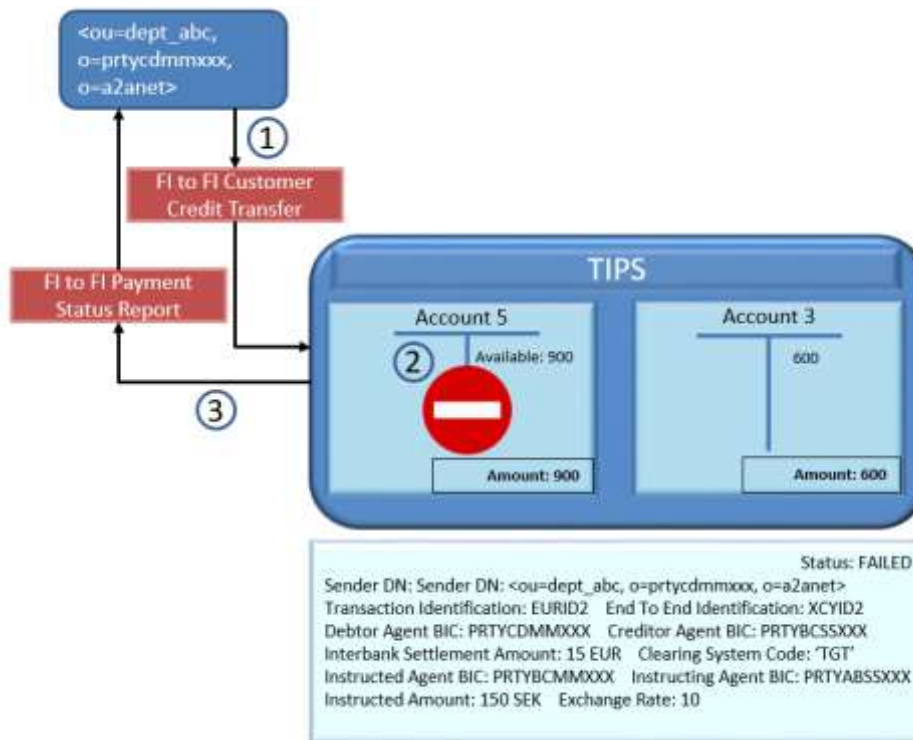 <ou=dept_abc,
o=prtycdmmxxx,
o=a2anet>
1
FI to FI Customer
Credit Transfer
FI to FI Payment
Status Report
TIPS
Account 5
Account 3
2
Available: 900
600
3
Amount: 900
Amount: 600
Status: FAILED
Sender DN: Sender DN: <ou=dept_abc, o=prtycdmmxxx, o=a2anet>
Transaction Identification: EURID2 End To End Identification: XCYID2
Debtor Agent BIC: PRTYCDMMXXX Creditor Agent BIC: PRTYBCSSXXX
Interbank Settlement Amount: 15 EUR Clearing System Code: ‘TGT’
Instructed Agent BIC: PRTYBCMMXXX Instructing Agent BIC: PRTYABSSXXX
Instructed Amount: 150 SEK Exchange Rate: 10